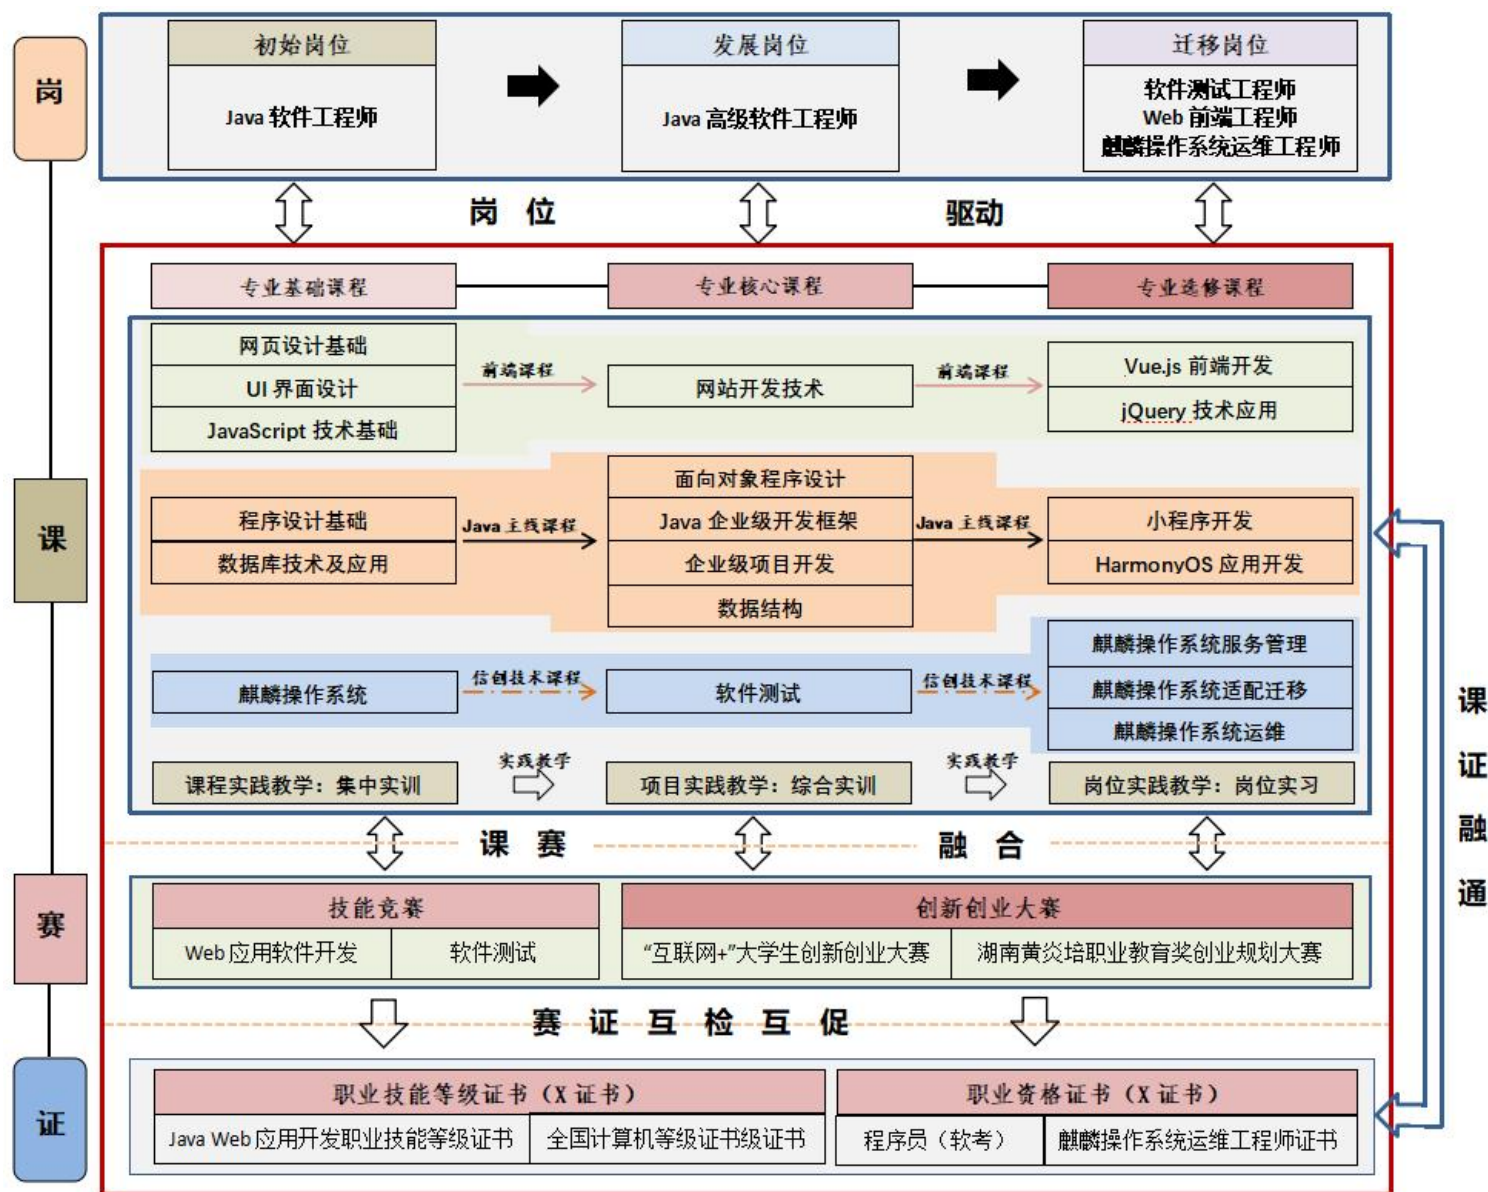 岗
初始岗位
发展岗位
迁移岗位
Java 软件工程师
Java 高级软件工程师
软件测试工程师
Web 前端工程师
麒麟操作系统运维工程师
岗 位
驱动
专业基础课程
专业核心课程
专业选修课程
网页设计基础
UI 界面设计
JavaScript 技术基础
前端课程
网站开发技术
前端课程
Vue.js 前端开发
jQuery 技术应用
课
程序设计基础
数据库技术及应用
Java 主线课程
面向对象程序设计
Java 企业级开发框架
企业级项目开发
数据结构
Java 主线课程
小程序开发
HarmonyOS 应用开发
麒麟操作系统
信创技术课程
软件测试
信创技术课程
麒麟操作系统服务管理
麒麟操作系统适配迁移
麒麟操作系统运维
课程实践教学：集中实训
实践教学
项目实践教学：综合实训
实践教学
岗位实践教学：岗位实习
课
证
融
通
课 赛
融 合
赛
技能竞赛
创新创业大赛
Web 应用软件开发
软件测试
“互联网+”大学生创新创业大赛
湖南黄炎培职业教育奖创业规划大赛
赛 证 互 检 互 促
证
职业技能等级证书（X 证书）
职业资格证书（X 证书）
Java Web 应用开发职业技能等级证书
全国计算机等级证书级证书
程序员（软考）
麒麟操作系统运维工程师证书